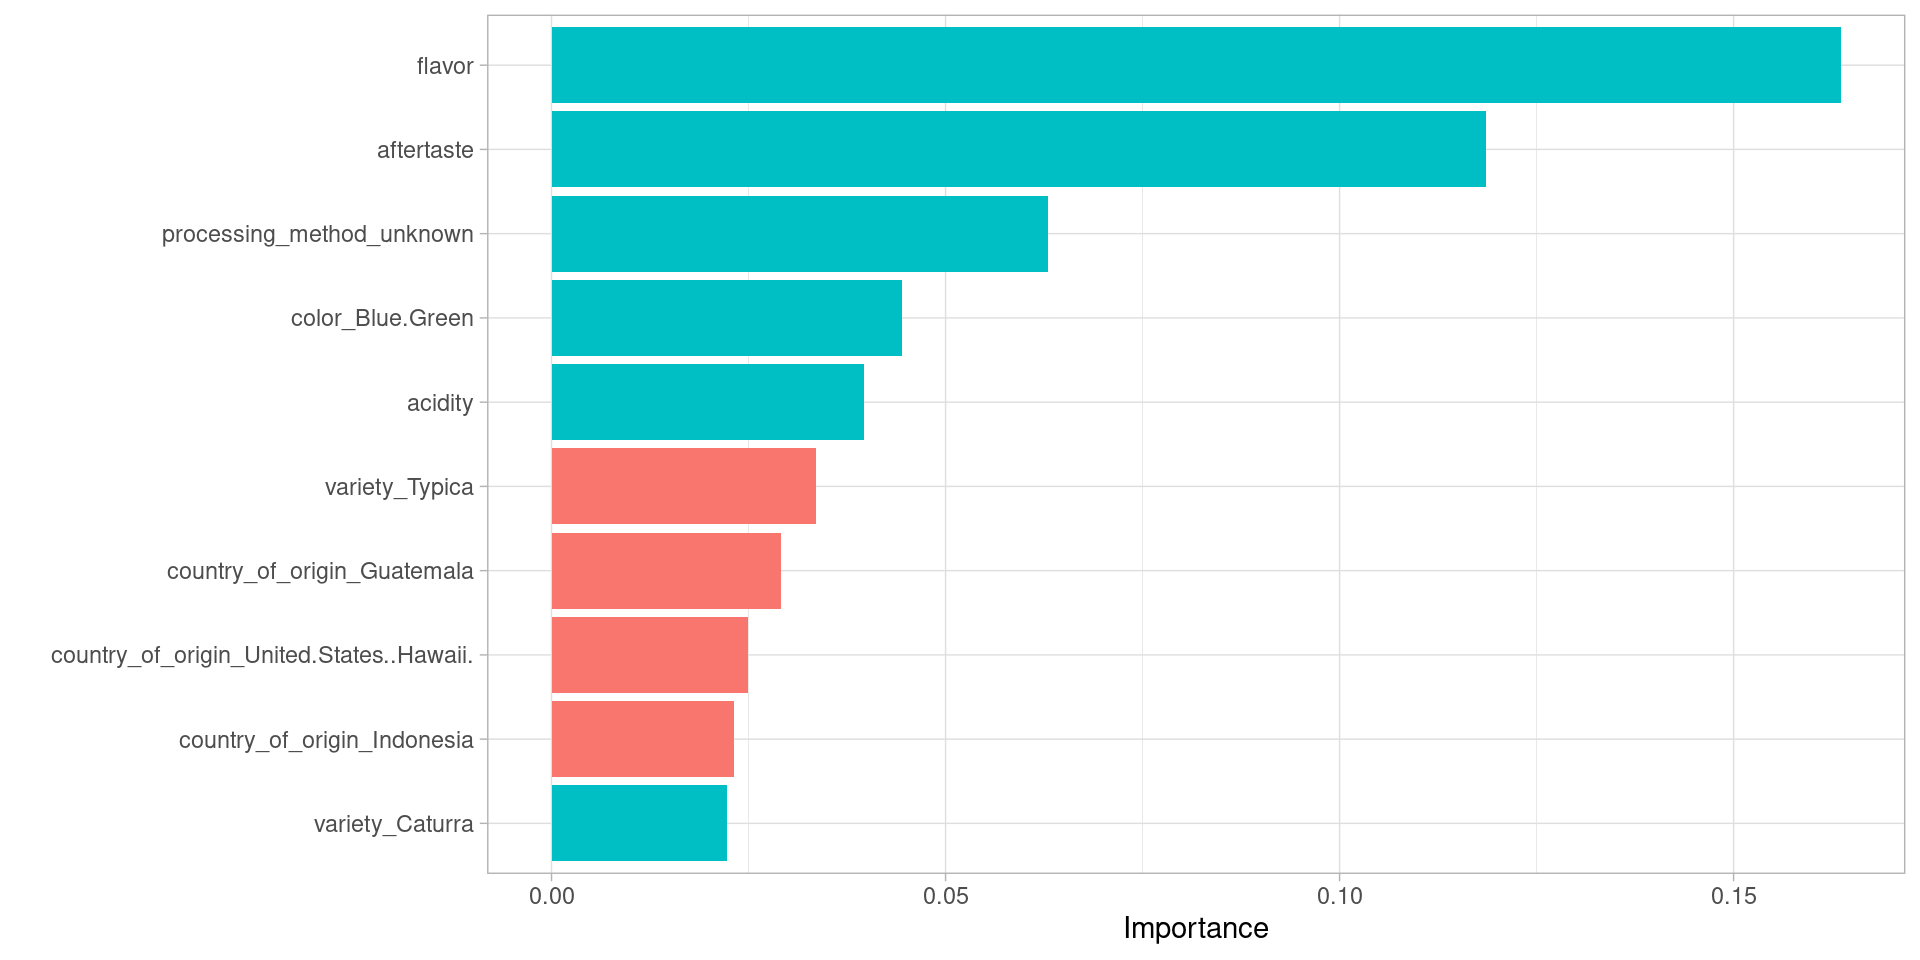 flavor
aftertaste
processing_method_unknown
color_Blue.Green
acidity
variety_Typica
country_of_origin_Guatemala
country_of_origin_United.States..Hawaii.
country_of_origin_Indonesia
variety_Caturra
0.00 0.05 0.10 0.15
Importance